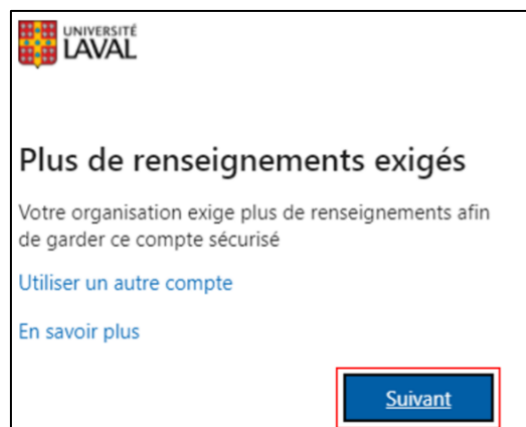 UNIVERSITÉ
LAVAL
Plus de renseignements exigés
Votre organisation exige plus de renseignements afin
de garder ce compte sécurisé
Utiliser un autre compte
En savoir plus
Suivant